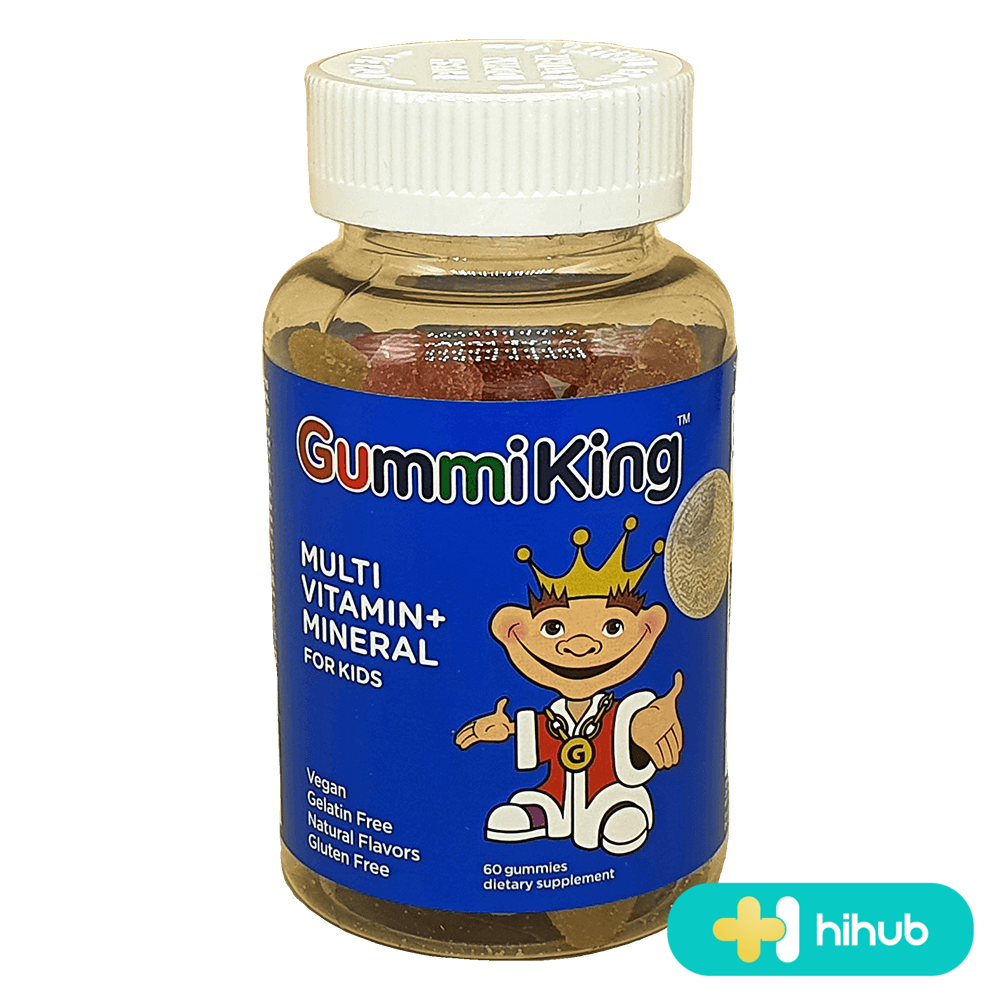 GummiKing™
MULTI
VITAMIN+
MINERAL
FOR KIDS
G
Vegan
Gelatin Free
Natural Flavors
Gluten Free
60 gummies
dietary supplement
hihub